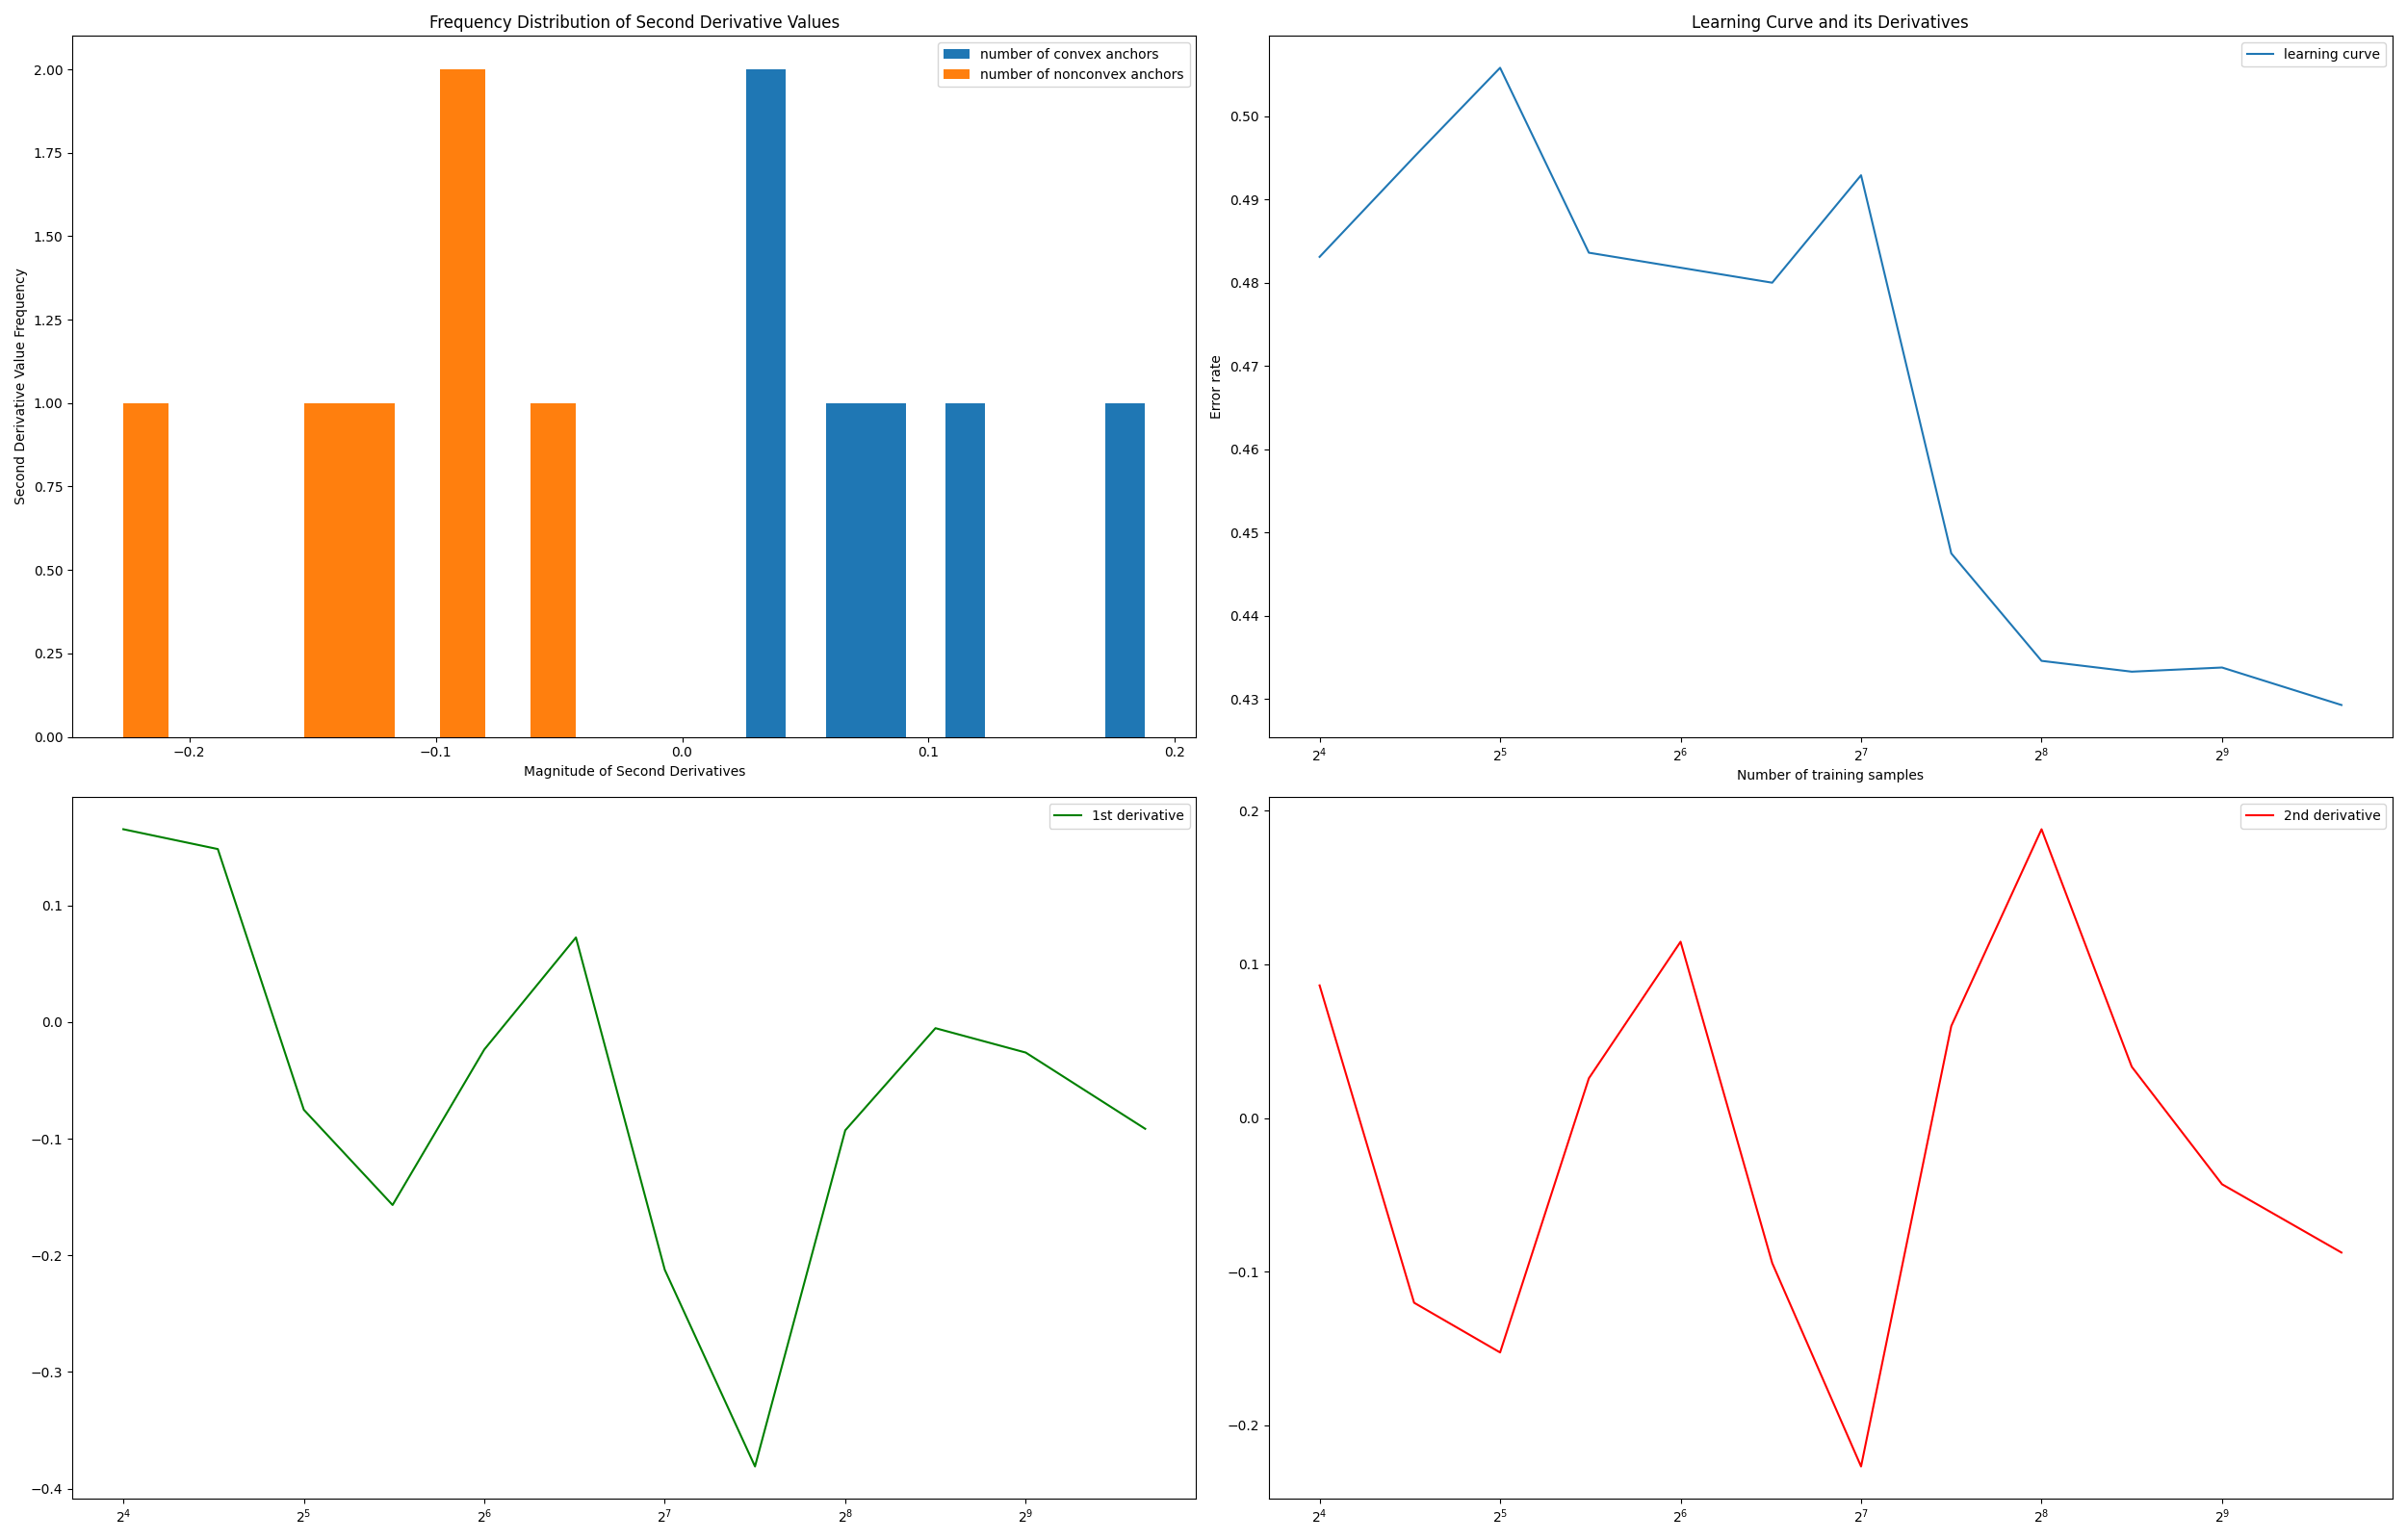 Frequency Distribution of Second Derivative Values
number of convex anchors
number of nonconvex anchors
Second Derivative Value Frequency
2.00
1.75
1.50
1.25
1.00
0.75
0.50
0.25
0.00
−0.2 −0.1 0.0 0.1 0.2
Magnitude of Second Derivatives
Learning Curve and its Derivatives
learning curve
Error rate
0.50
0.49
0.48
0.47
0.46
0.45
0.44
0.43
2⁴ 2⁵ 2⁶ 2⁷ 2⁸ 2⁹
Number of training samples
1st derivative
0.1
0.0
−0.1
−0.2
−0.3
−0.4
2⁴ 2⁵ 2⁶ 2⁷ 2⁸ 2⁹
2nd derivative
0.2
0.1
0.0
−0.1
−0.2
2⁴ 2⁵ 2⁶ 2⁷ 2⁸ 2⁹